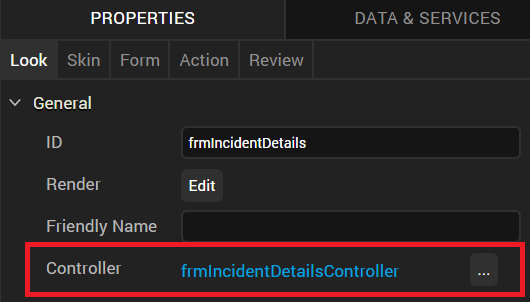 PROPERTIES DATA & SERVICES
Look Skin Form Action Review
General
ID frmIncidentDetails
Render Edit
Friendly Name
Controller frmIncidentDetailsController ...